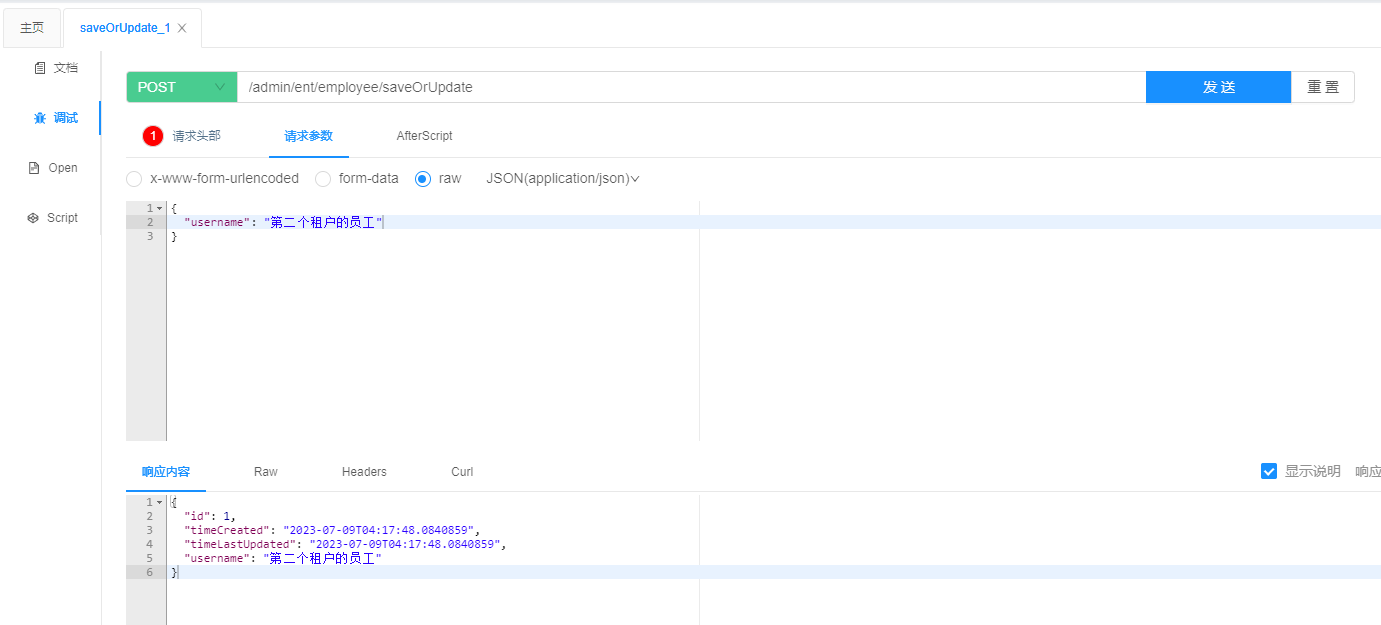 主页
saveOrUpdate_1
文档
调试
Open
Script
POST
/admin/ent/employee/saveOrUpdate
发 送
重 置
1 请求头部
请求参数
AfterScript
x-www-form-urlencoded
form-data
raw
JSON(application/json)
1 {
2 "username": "第二个租户的员工"
3 }
响应内容
Raw
Headers
Curl
显示说明
响应
1 {
2 "id": 1,
3 "timeCreated": "2023-07-09T04:17:48.0840859",
4 "timeLastUpdated": "2023-07-09T04:17:48.0840859",
5 "username": "第二个租户的员工"
6 }